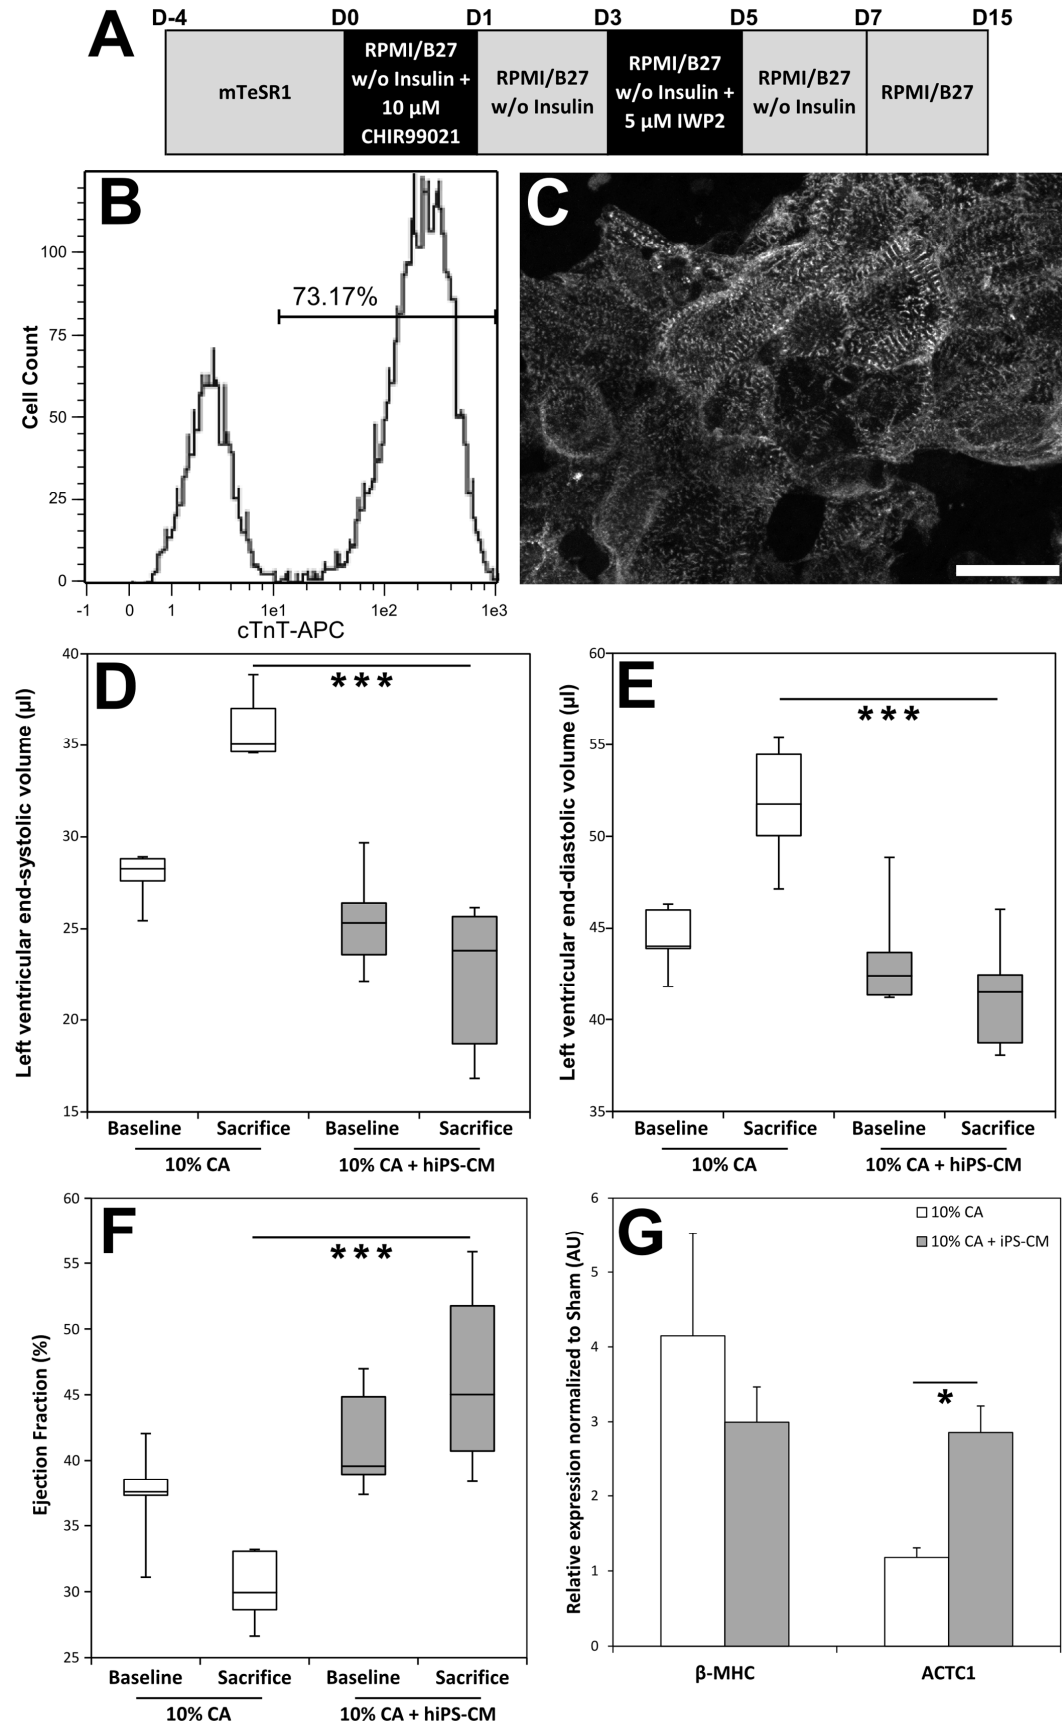 A
D-4 D0 D1 D3 D5 D7 D15
mTeSR1
RPMI/B27
w/o Insulin +
10 µM
CHIR99021
RPMI/B27
w/o Insulin
RPMI/B27
w/o Insulin +
5 µM IWP2
RPMI/B27
w/o Insulin
RPMI/B27
B
Cell Count
100
75
50
25
0
73.17%
-1 0 1 1e1 1e2 1e3
cTnT-APC
C
D
Left ventricular end-systolic volume (µl)
40
35
30
25
20
15
***
Baseline Sacrifice Baseline Sacrifice
10% CA 10% CA + hiPS-CM
E
Left ventricular end-diastolic volume (µl)
60
55
50
45
40
35
***
Baseline Sacrifice Baseline Sacrifice
10% CA 10% CA + hiPS-CM
F
Ejection Fraction (%)
60
55
50
45
40
35
30
25
***
Baseline Sacrifice Baseline Sacrifice
10% CA 10% CA + hiPS-CM
G
Relative expression normalized to Sham (AU)
6
5
4
3
2
1
0
10% CA
10% CA + iPS-CM
*
β-MHC ACTC1